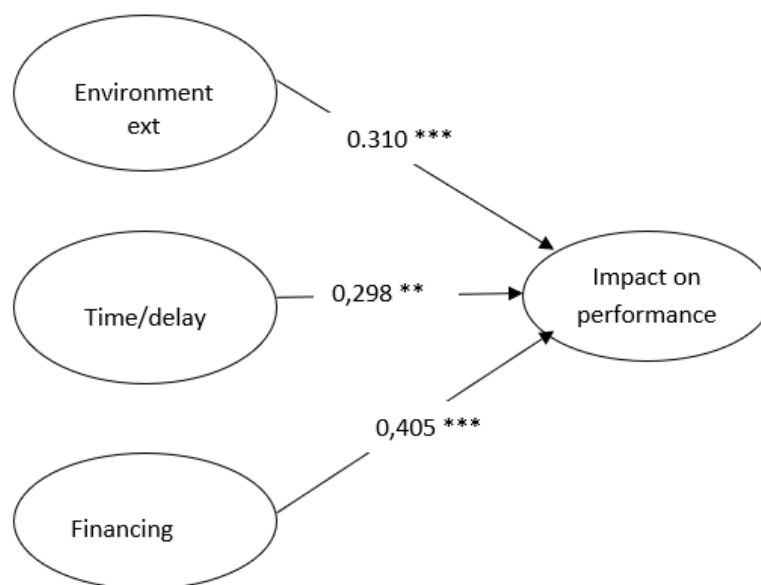 Environment
ext
0.310 ***
Time/delay
0,298 **
Impact on
performance
0,405 ***
Financing